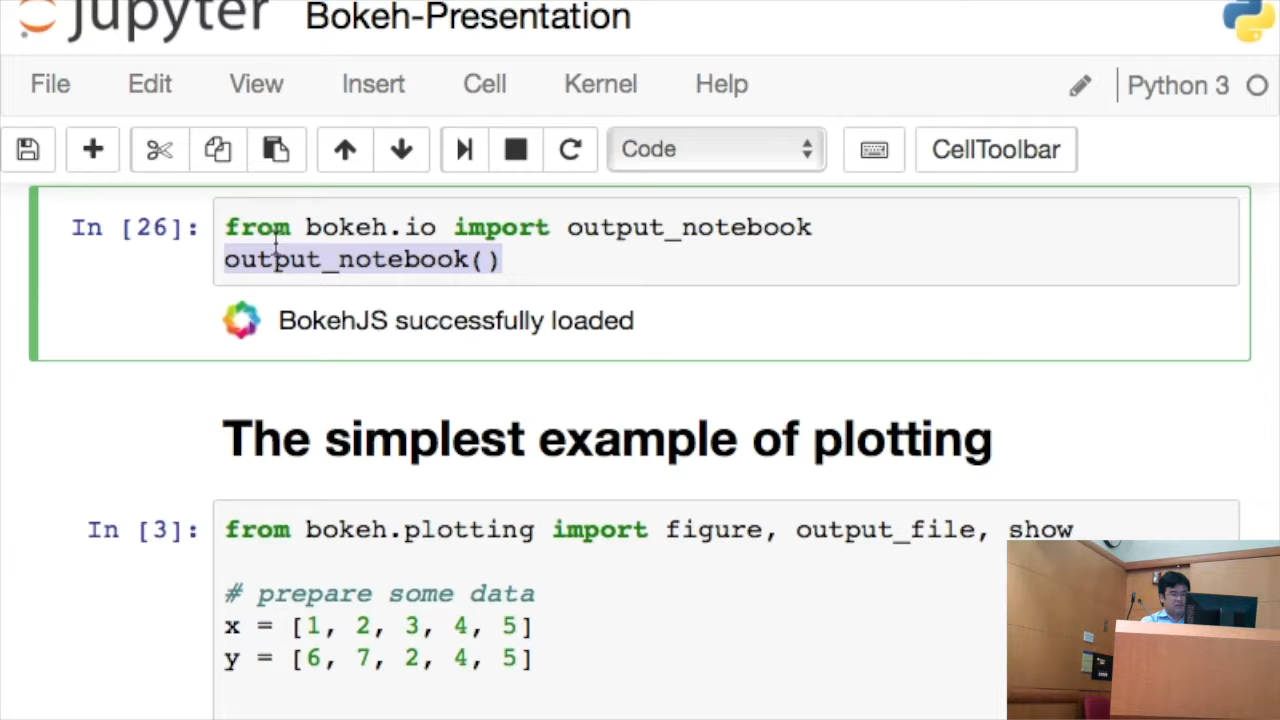 jupyter Bokeh-Presentation
File Edit View Insert Cell Kernel Help Python 3
Code CellToolbar
In [26]: from bokeh.io import output_notebook
output_notebook()
BokehJS successfully loaded
The simplest example of plotting
In [3]: from bokeh.plotting import figure, output_file, show
# prepare some data
x = [1, 2, 3, 4, 5]
y = [6, 7, 2, 4, 5]